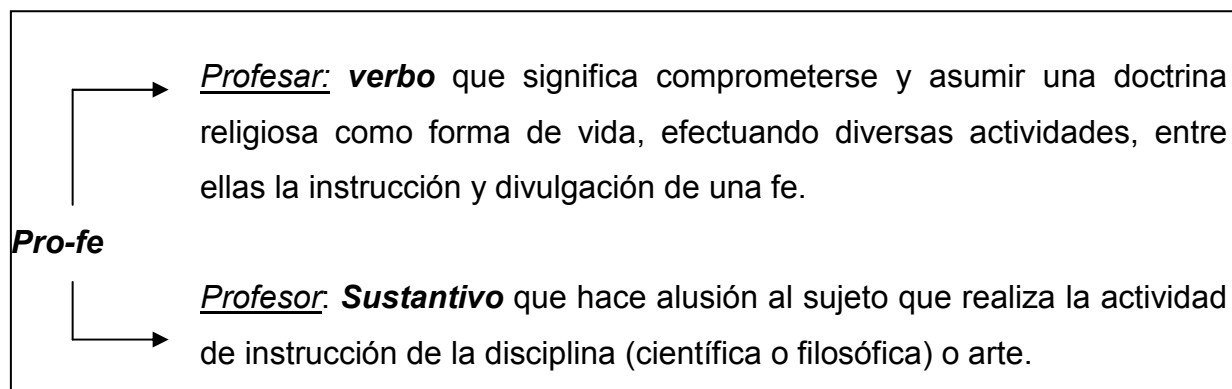 Profesar: verbo que significa comprometerse y asumir una doctrina
religiosa como forma de vida, efectuando diversas actividades, entre
ellas la instrucción y divulgación de una fe.
Pro-fe
Profesor: Sustantivo que hace alusión al sujeto que realiza la actividad
de instrucción de la disciplina (científica o filosófica) o arte.